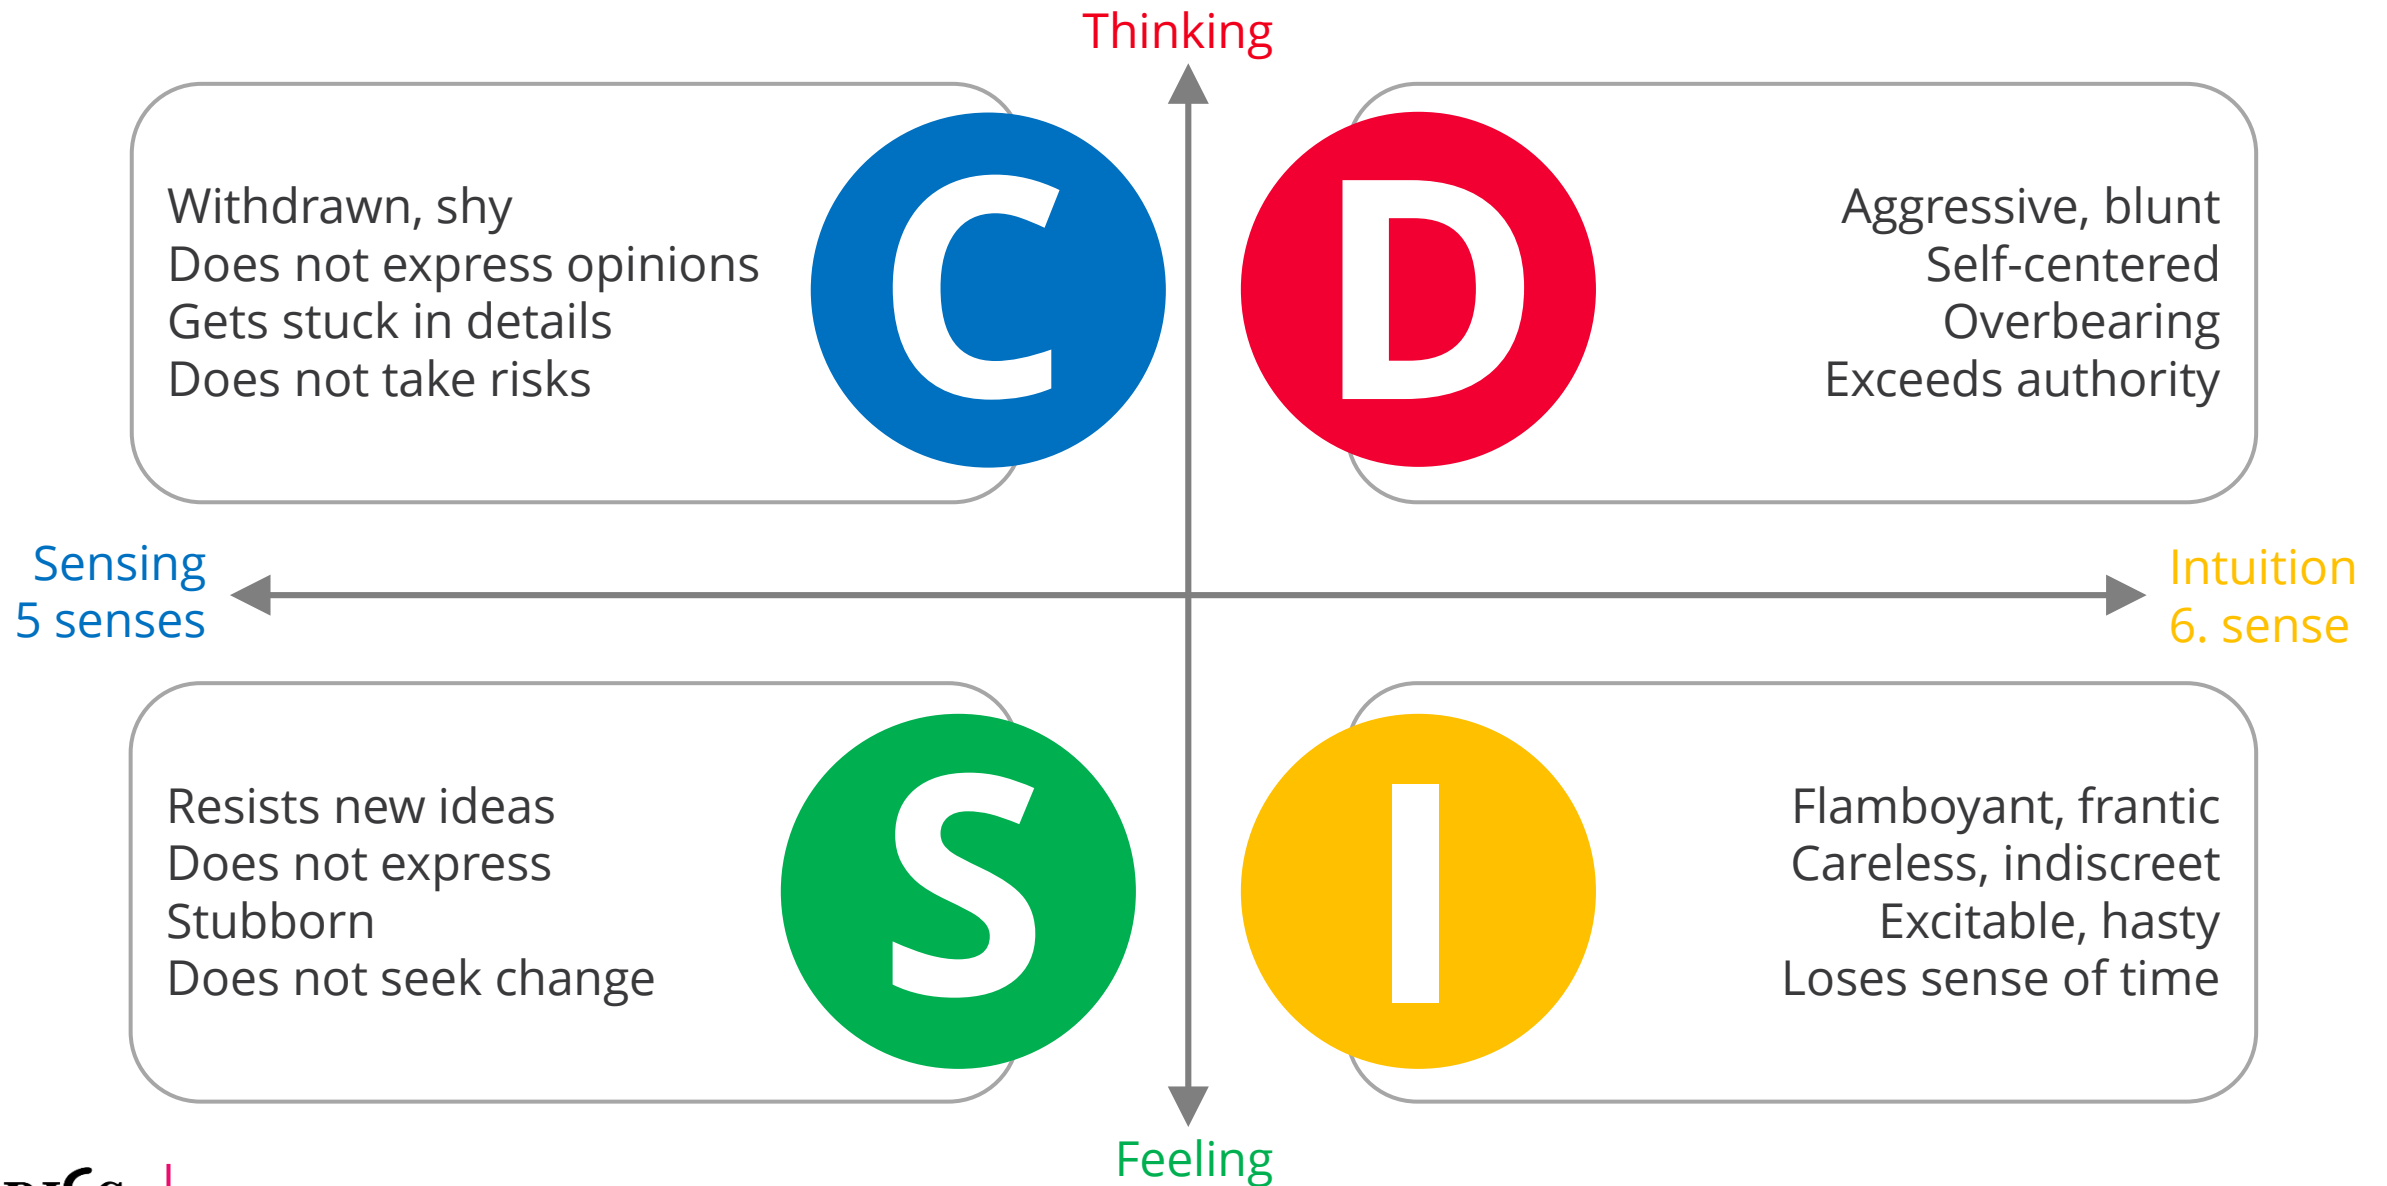 Thinking
Withdrawn, shy
Does not express opinions
Gets stuck in details
Does not take risks
C
D
Aggressive, blunt
Self-centered
Overbearing
Exceeds authority
Sensing
5 senses
Intuition
6. sense
Resists new ideas
Does not express
Stubborn
Does not seek change
S
I
Flamboyant, frantic
Careless, indiscreet
Excitable, hasty
Loses sense of time
Feeling